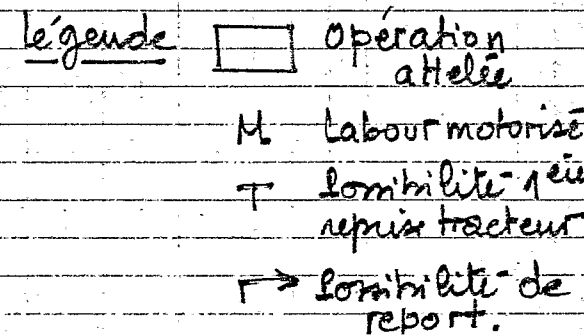 Légende Opération
attelée
M Labour motorisé
T Possibilité 1ère
reprise tracteur
Possibilité de
report.